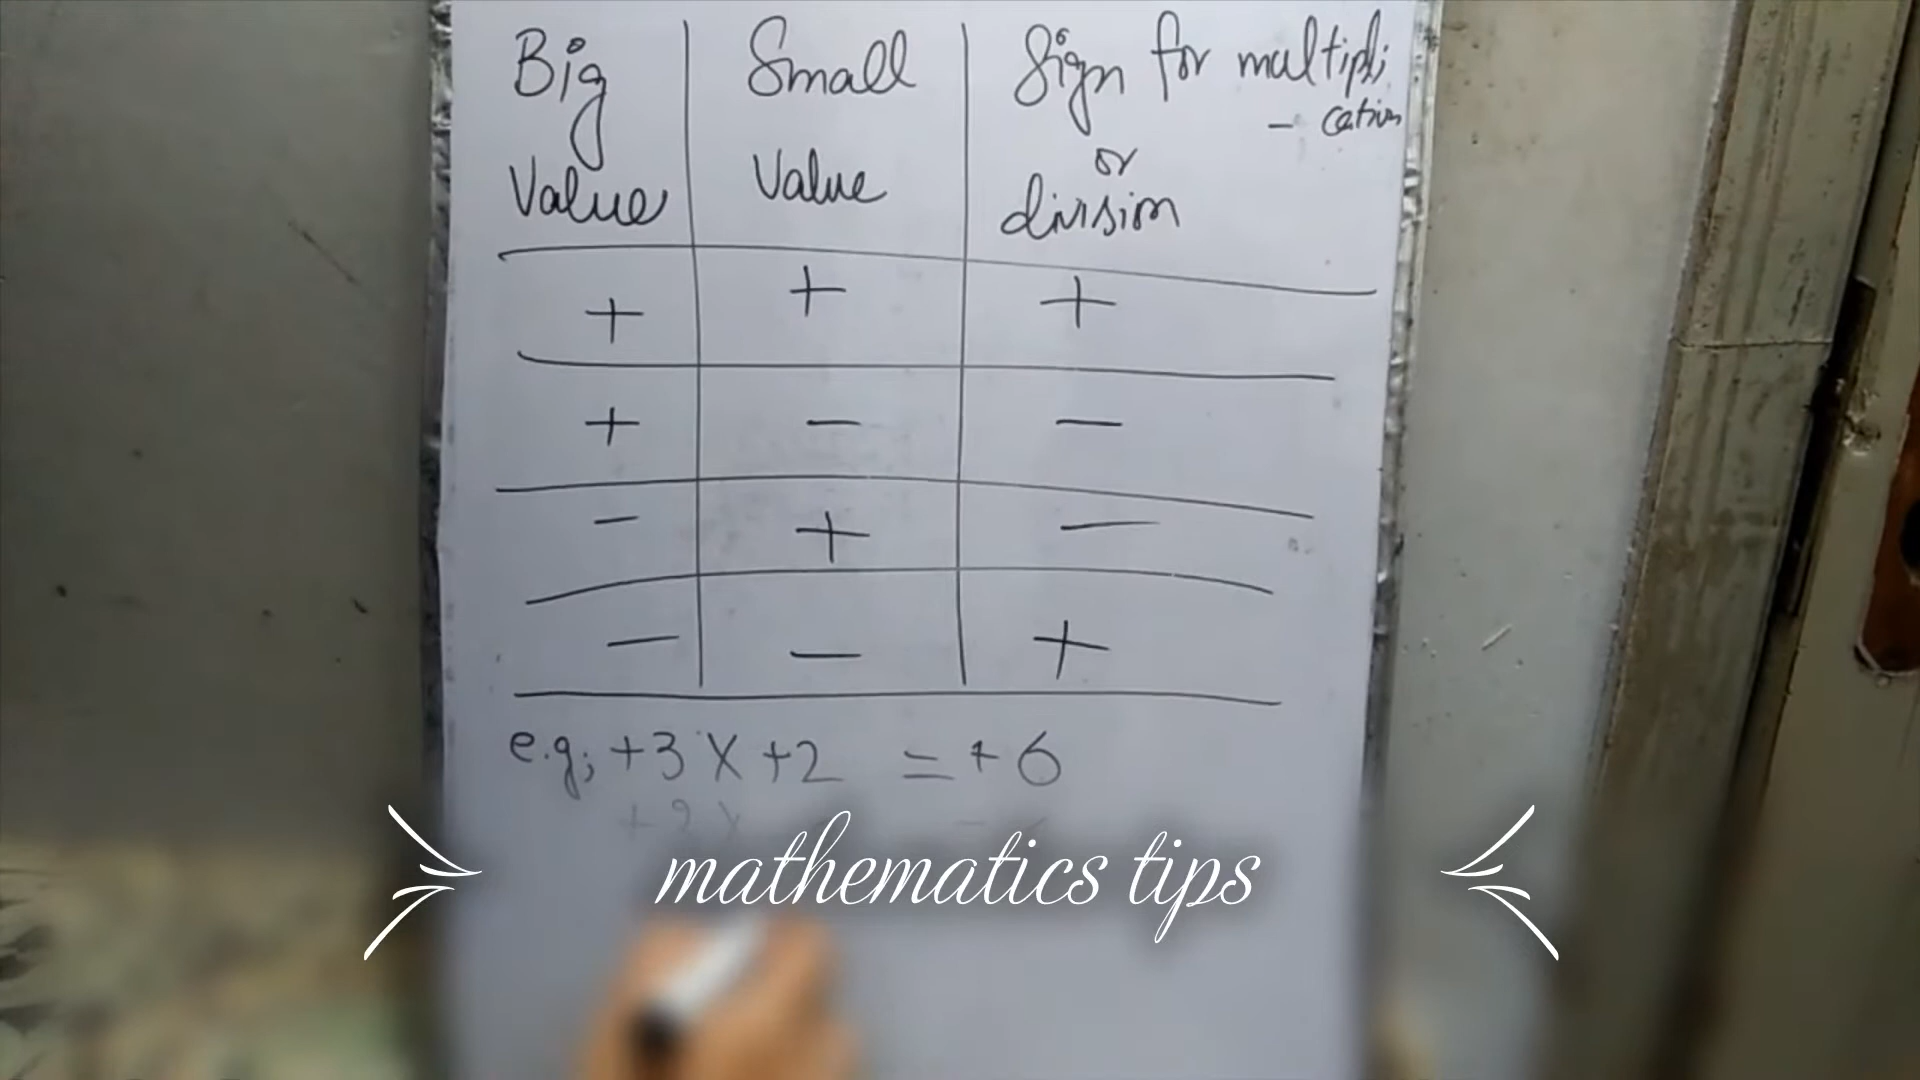 Big Small Sign for multipli
- cation
Value Value or
division
+ + +
+ - -
- + -
- - +
e.g; +3 X +2 = +6
mathematics tips